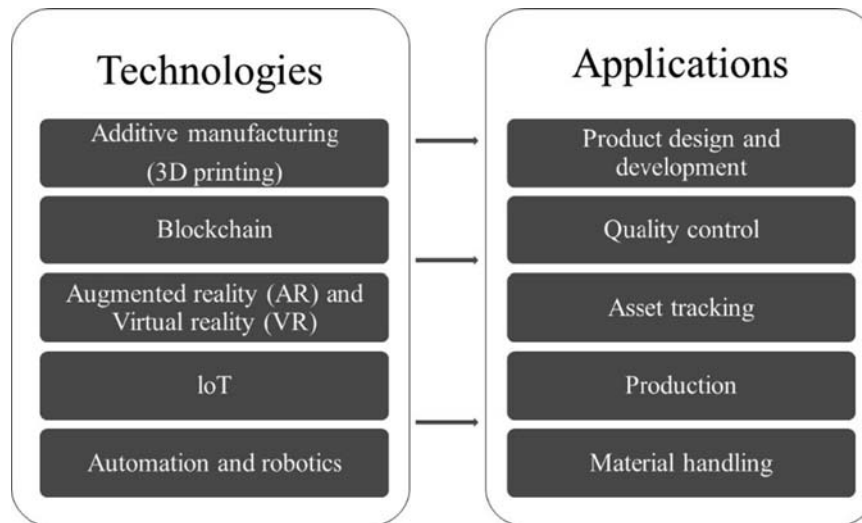 Technologies
Additive manufacturing
(3D printing)
Blockchain
Augmented reality (AR) and
Virtual reality (VR)
IoT
Automation and robotics
Applications
Product design and
development
Quality control
Asset tracking
Production
Material handling